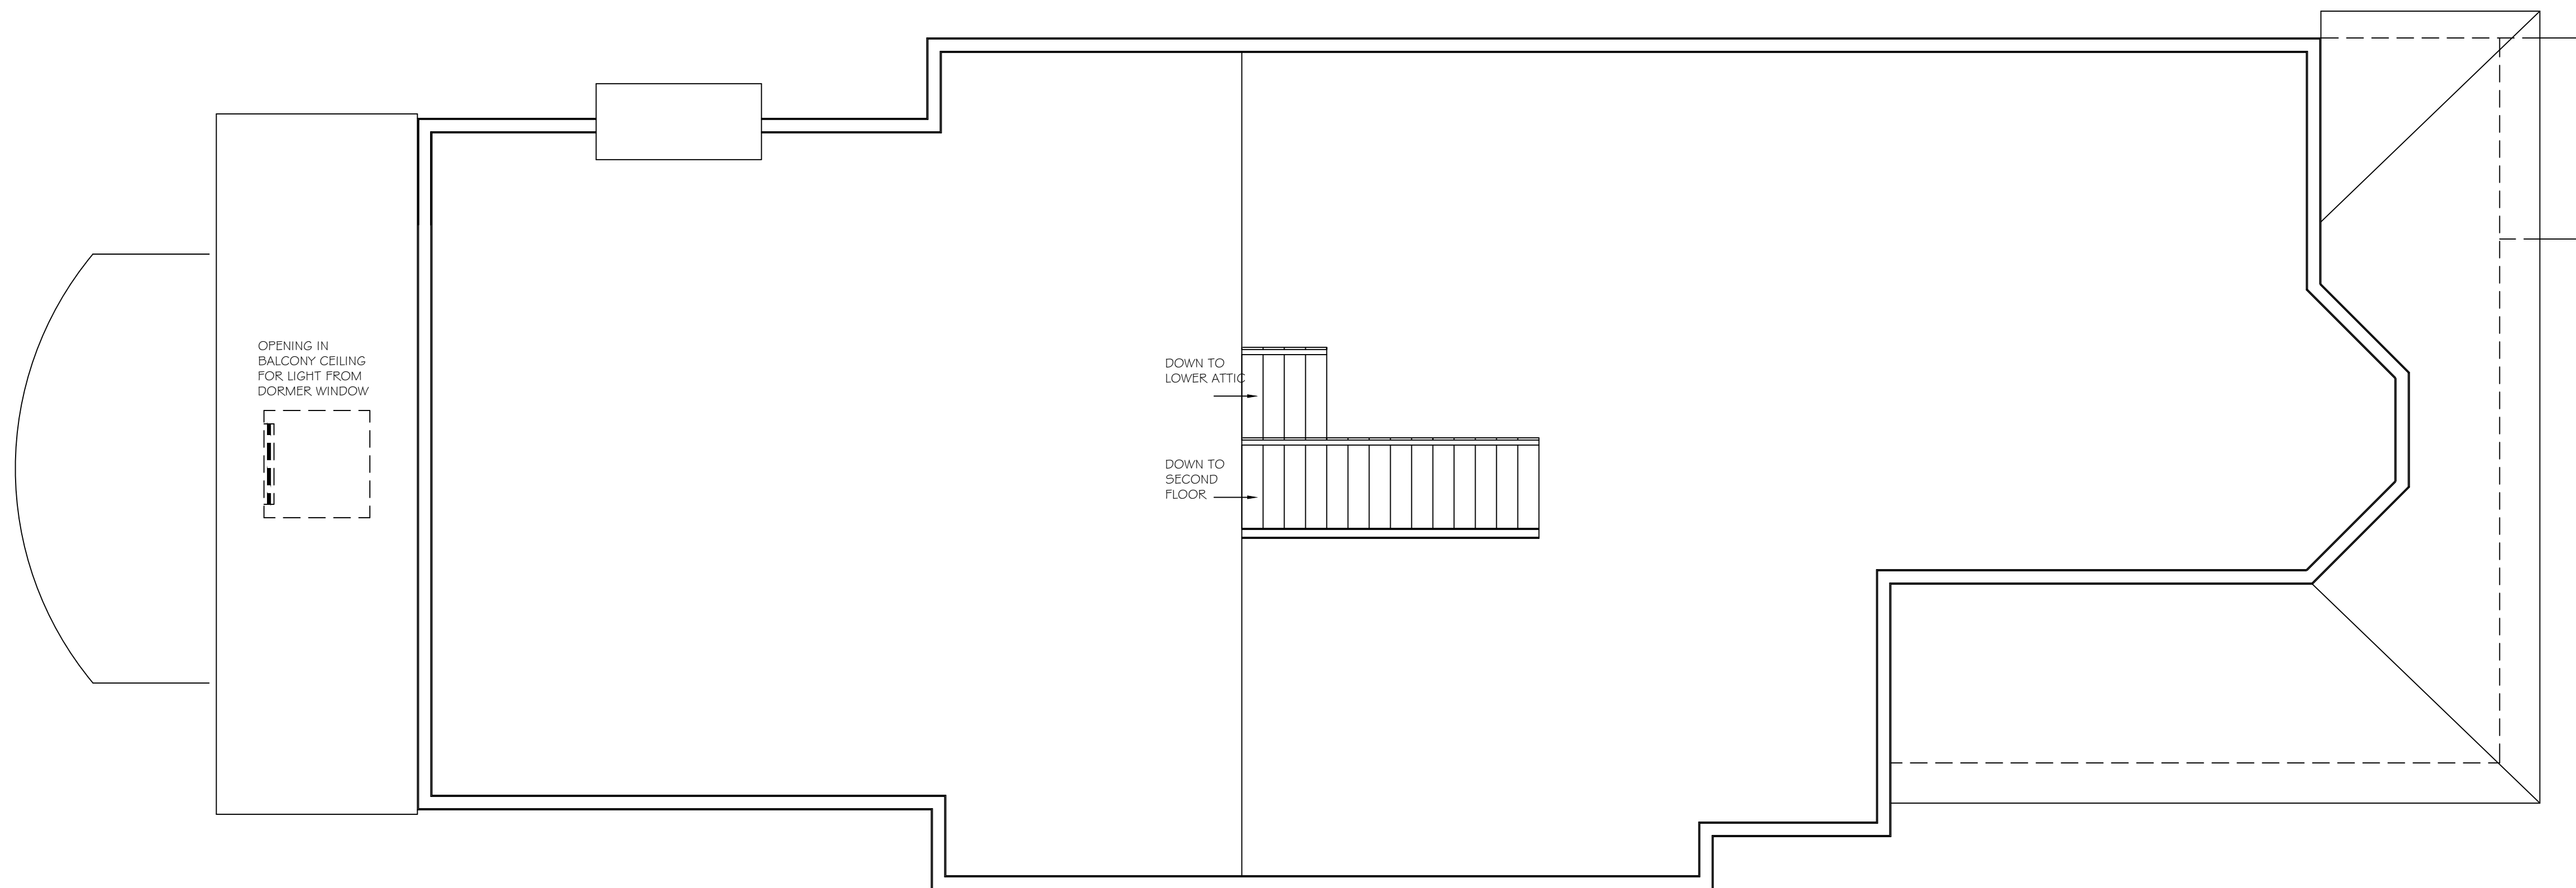 OPENING IN
BALCONY CEILING
FOR LIGHT FROM
DORMER WINDOW
DOWN TO
LOWER ATTIC
DOWN TO
SECOND
FLOOR